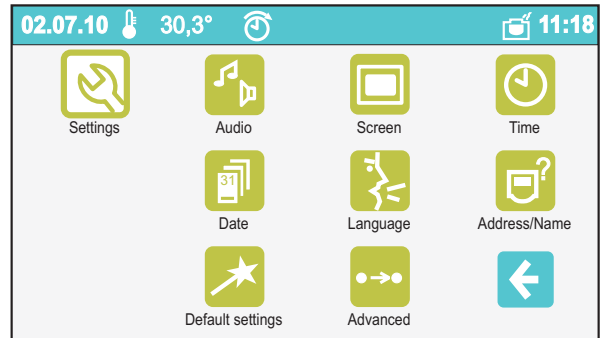 02.07.10 30,3° 11:18
Settings Audio Screen Time
31 ?
Date Language Address/Name
Default settings Advanced